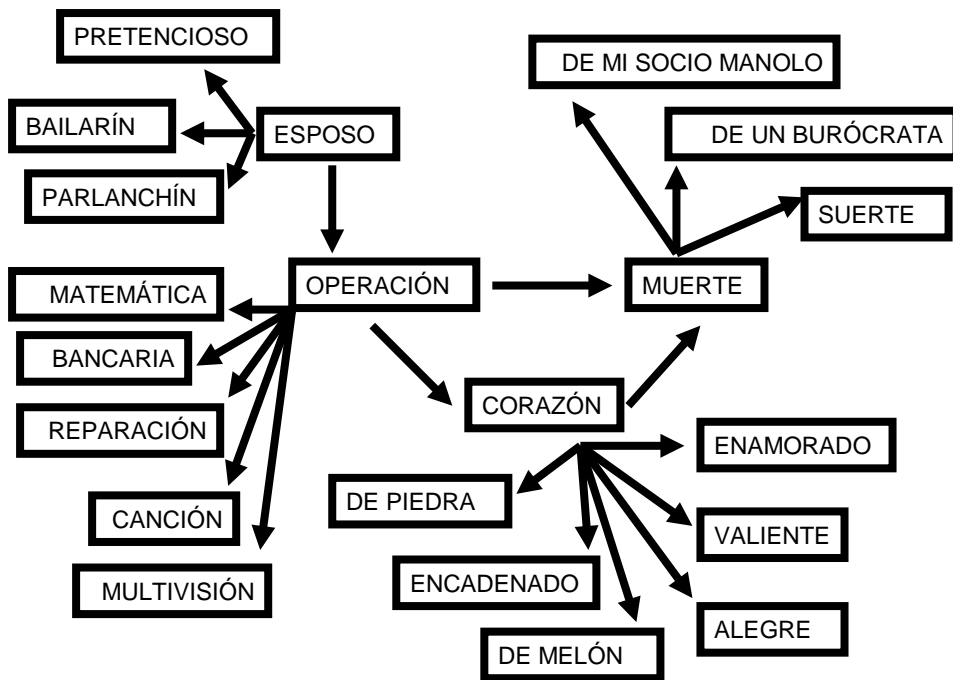 PRETENCIOSO
DE MI SOCIO MANOLO
BAILARÍN
ESPOSO
DE UN BURÓCRATA
PARLANCHÍN
SUERTE
MATEMÁTICA
OPERACIÓN
MUERTE
BANCARIA
CORAZÓN
REPARACIÓN
ENAMORADO
DE PIEDRA
CANCIÓN
VALIENTE
MULTIVISIÓN
ENCADENADO
ALEGRE
DE MELÓN